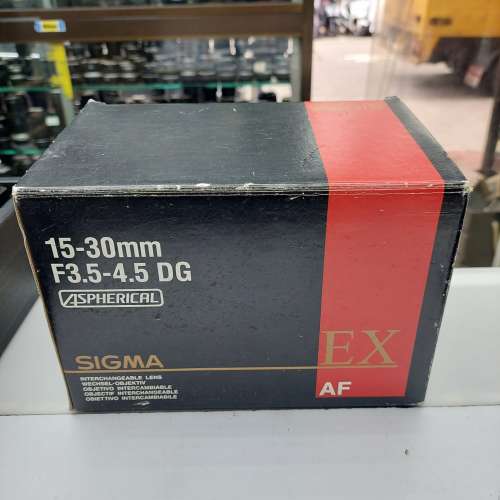 15-30mm
F3.5-4.5 DG
ASPHERICAL
SIGMA
INTERCHANGEABLE LENS
WECHSEL-OBJEKTIV
OBJETIVO INTERCAMBIABLE
OBJECTIF INTERCHANGEABLE
OBIETTIVO INTERCAMBIABILE
EX
AF